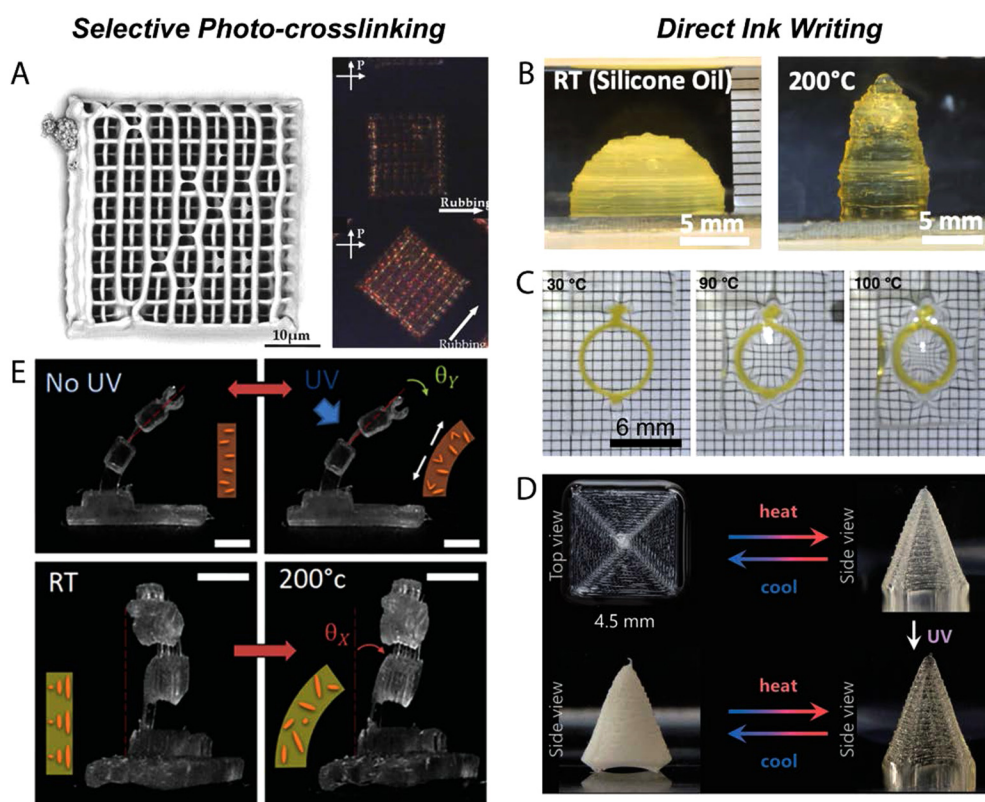 Selective Photo-crosslinking
Direct Ink Writing
A
P
Rubbing
P
Rubbing
10µm
B
RT (Silicone Oil)
5 mm
200°C
5 mm
C
30 °C
90 °C
100 °C
6 mm
E
No UV
UV
θY
RT
200°c
θX
D
Top view
4.5 mm
heat
cool
Side view
UV
Side view
heat
cool
Side view